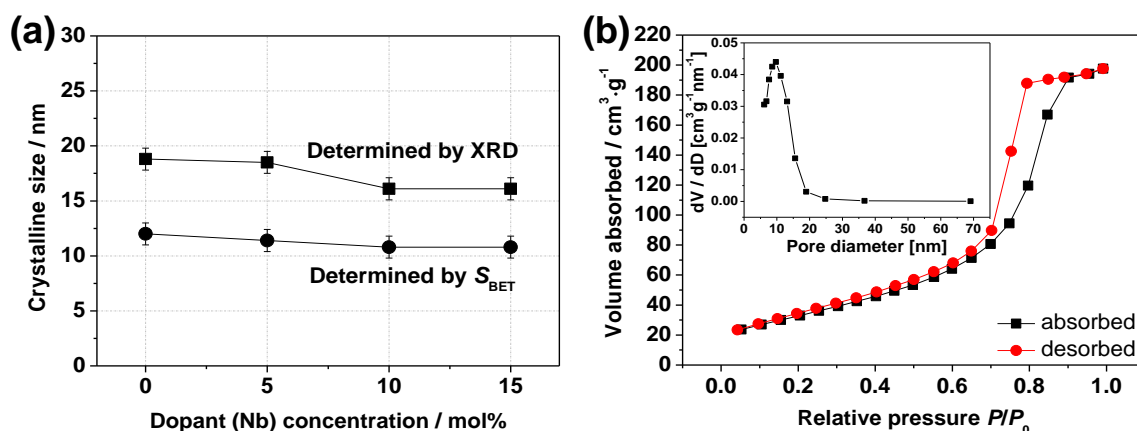 (a)
30
25
20
15
10
5
0
Crystalline size / nm
Determined by XRD
Determined by S_BET
0 5 10 15
Dopant (Nb) concentration / mol%
(b)
220
200
180
160
140
120
100
80
60
40
20
0
Volume absorbed / cm³·g⁻¹
0.05
0.04
0.03
0.02
0.01
0.00
dV / dD [cm³g⁻¹nm⁻¹]
0 10 20 30 40 50 60 70
Pore diameter [nm]
absorbed
desorbed
0.0 0.2 0.4 0.6 0.8 1.0
Relative pressure P/P₀